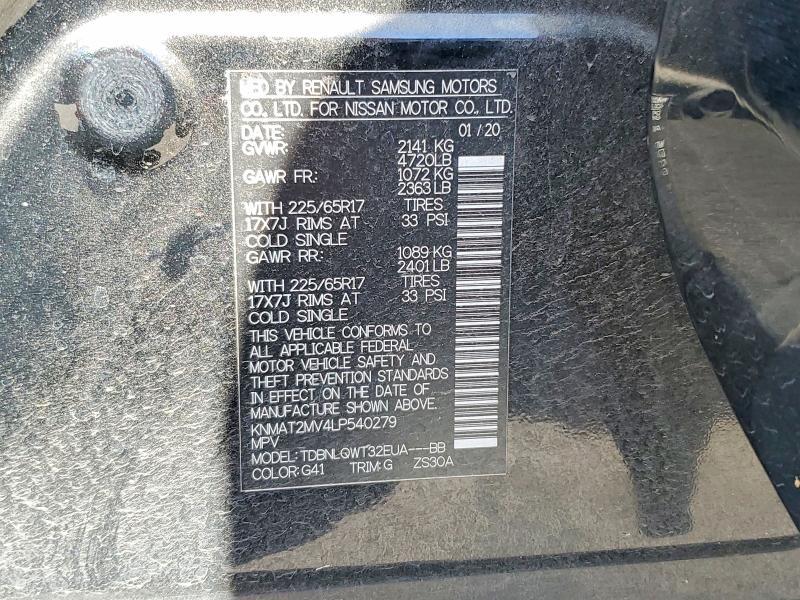 MFD BY RENAULT SAMSUNG MOTORS
CO., LTD. FOR NISSAN MOTOR CO., LTD.
DATE: 01 / 20
GVWR: 2141 KG
4720LB
GAWR FR: 1072 KG
2363 LB
WITH 225/65R17 TIRES
17X7J RIMS AT 33 PSI
COLD SINGLE
GAWR RR: 1089 KG
2401 LB
WITH 225/65R17 TIRES
17X7J RIMS AT 33 PSI
COLD SINGLE
THIS VEHICLE CONFORMS TO
ALL APPLICABLE FEDERAL
MOTOR VEHICLE SAFETY AND
THEFT PREVENTION STANDARDS
IN EFFECT ON THE DATE OF
MANUFACTURE SHOWN ABOVE.
KNMAT2MV4LP540279
MPV
MODEL: TDBNLQWT32EUA---BB
COLOR: G41 TRIM: G ZS30A